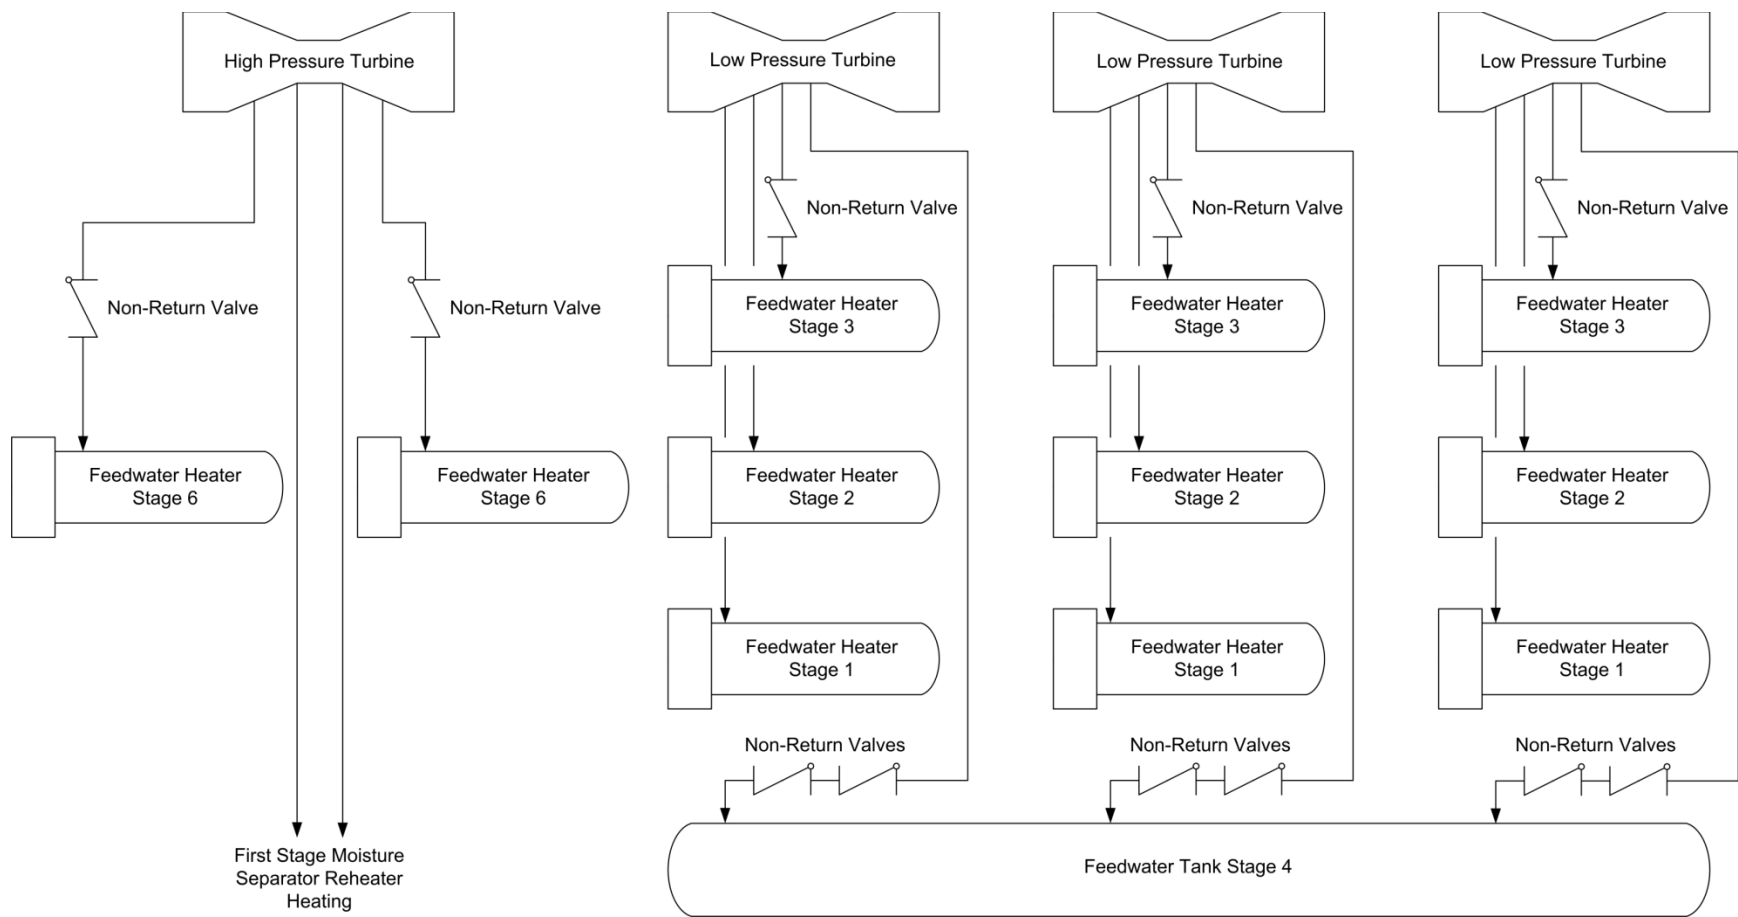 High Pressure Turbine
Low Pressure Turbine
Low Pressure Turbine
Low Pressure Turbine
Non-Return Valve
Non-Return Valve
Non-Return Valve
Non-Return Valve
Non-Return Valve
Feedwater Heater
Stage 3
Feedwater Heater
Stage 3
Feedwater Heater
Stage 3
Feedwater Heater
Stage 6
Feedwater Heater
Stage 6
Feedwater Heater
Stage 2
Feedwater Heater
Stage 2
Feedwater Heater
Stage 2
Feedwater Heater
Stage 1
Feedwater Heater
Stage 1
Feedwater Heater
Stage 1
Non-Return Valves
Non-Return Valves
Non-Return Valves
First Stage Moisture
Separator Reheater
Heating
Feedwater Tank Stage 4